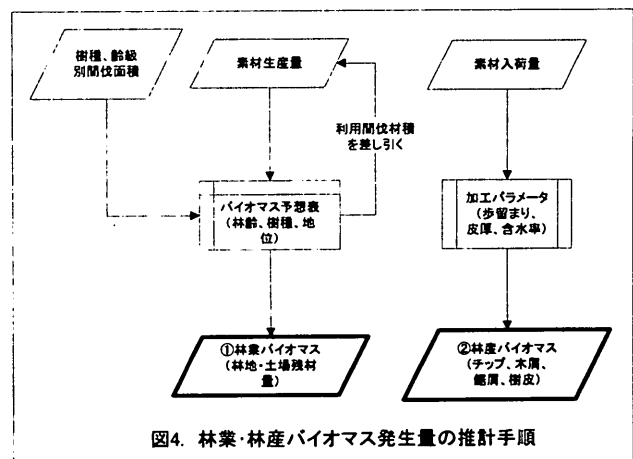 樹種、齢級
別間伐面積
素材生産量
素材入荷量
利用間伐材積
を差し引く
バイオマス予想表
(林齢、樹種、地
位)
加工パラメータ
(歩留まり、
皮厚、含水率)
①林業バイオマス
(林地・土場残材
量)
②林産バイオマス
(チップ、木屑、
鋸屑、樹皮)
図4. 林業・林産バイオマス発生量の推計手順